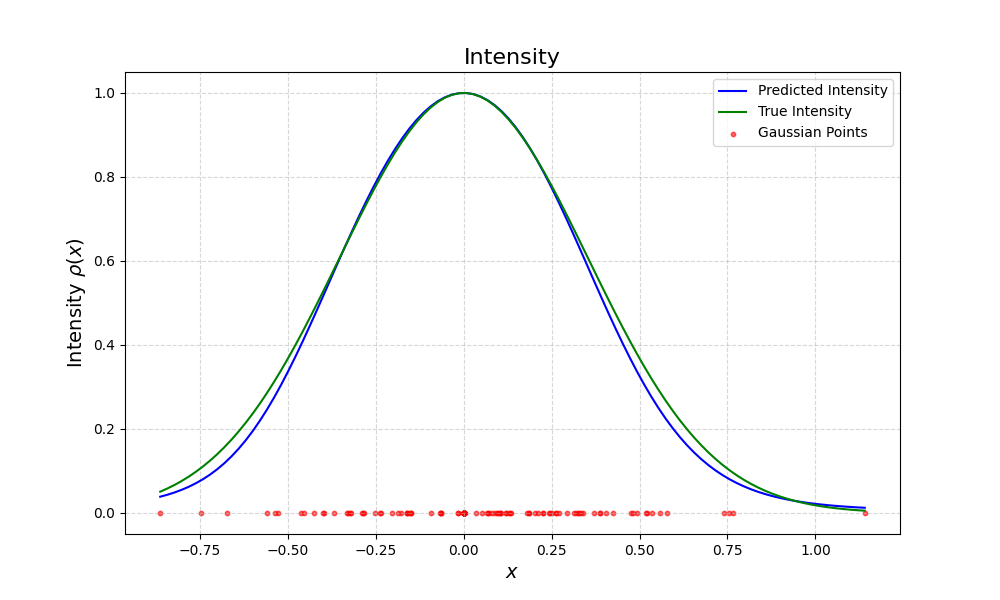 Intensity
Predicted Intensity
True Intensity
Gaussian Points
Intensity ρ(x)
1.0
0.8
0.6
0.4
0.2
0.0
−0.75 −0.50 −0.25 0.00 0.25 0.50 0.75 1.00
x